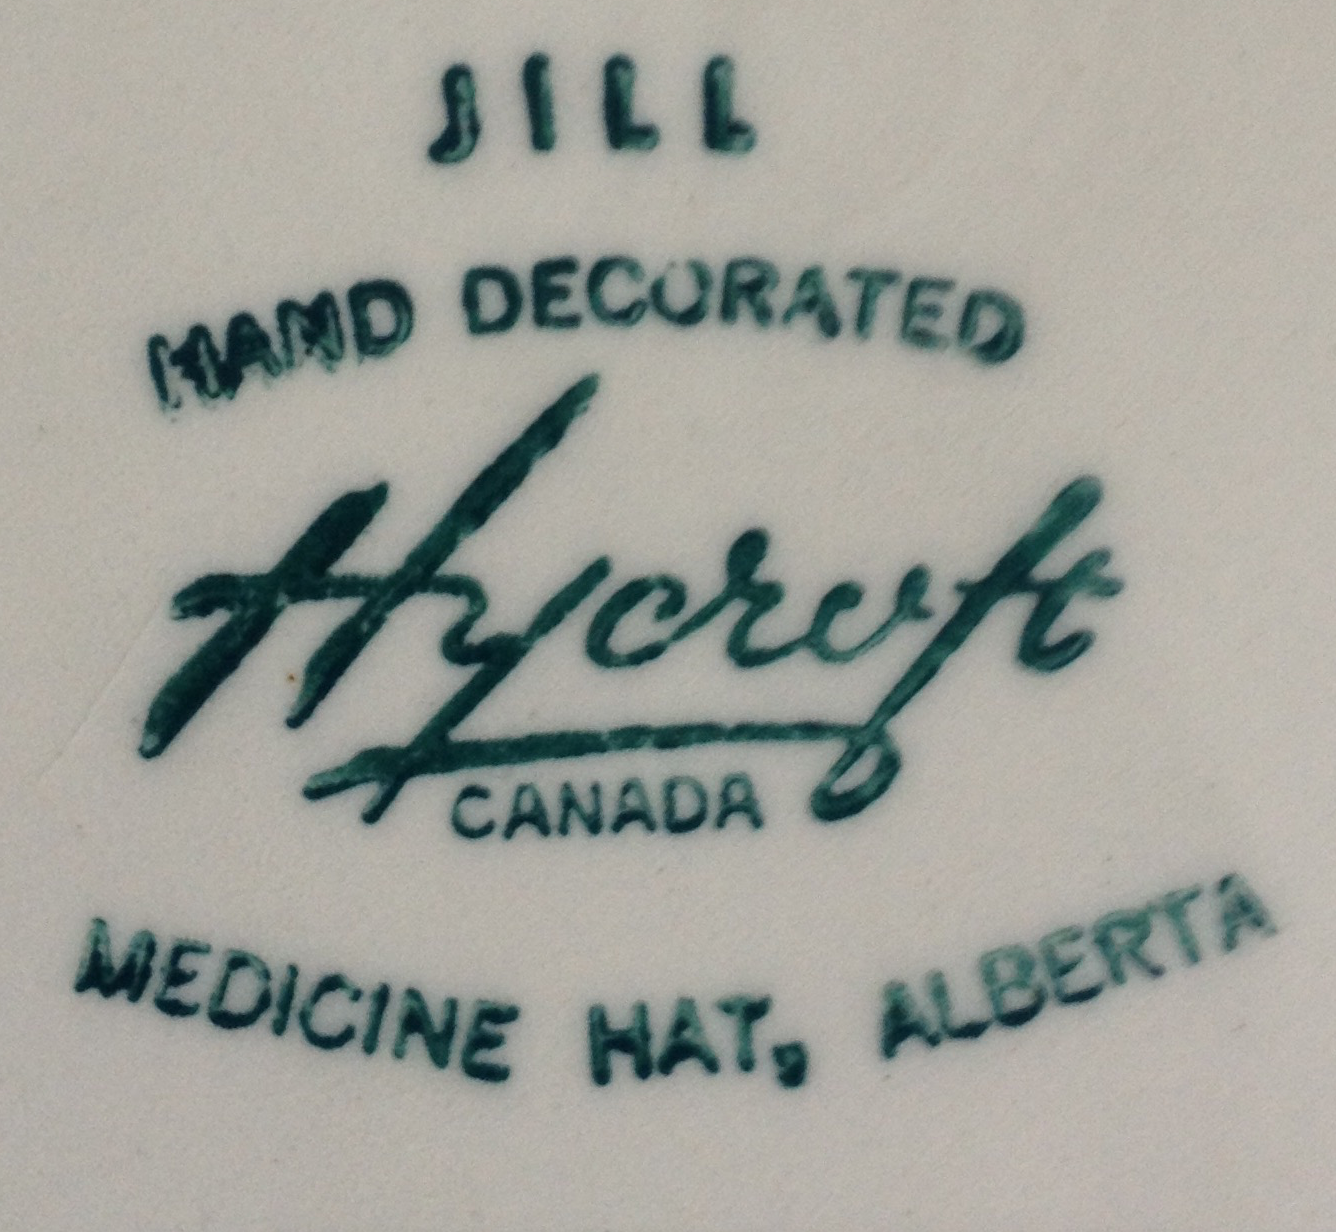 JILL
HAND DECORATED
Hycroft
CANADA
MEDICINE HAT, ALBERTA